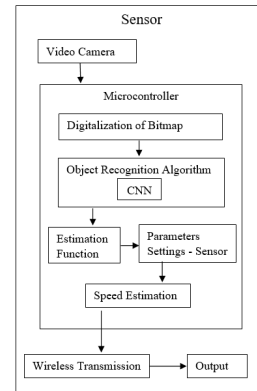 Sensor
Video Camera
Microcontroller
Digitalization of Bitmap
Object Recognition Algorithm
CNN
Estimation
Function
Parameters
Settings - Sensor
Speed Estimation
Wireless Transmission
Output